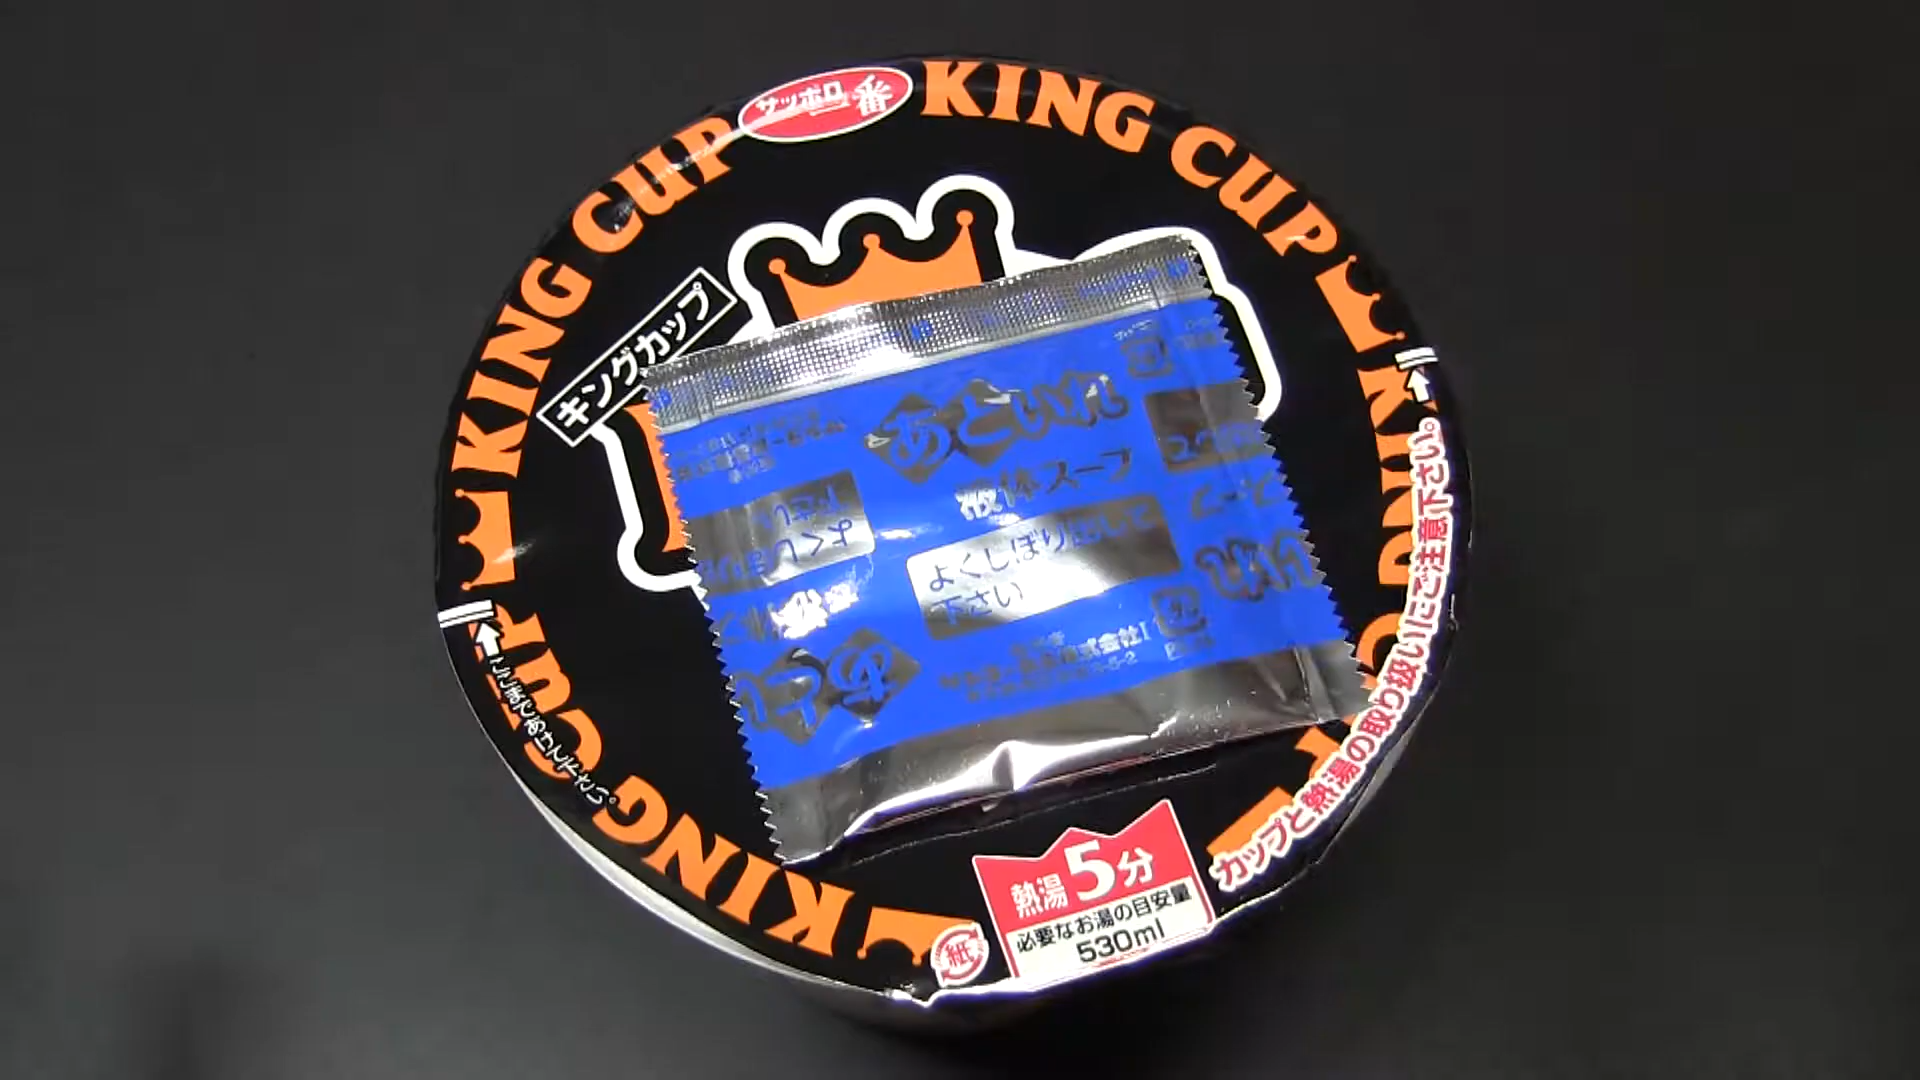 サッポロ一番
KING CUP
KING CUP
KING CUP
KING CUP
キングカップ
あといれ
液体スープ
よくしぼり出して
下さい
ここまであけて下さい。
カップと熱湯の取り扱いにご注意下さい。
熱湯5分
必要なお湯の目安量
530ml
紙